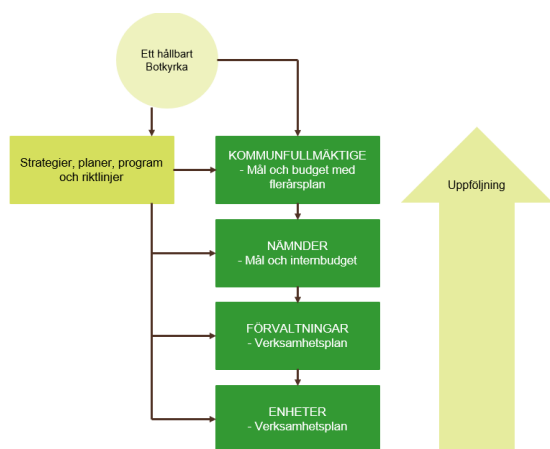 Ett hållbart
Botkyrka
Strategier, planer, program
och riktlinjer
KOMMUNFULLMÄKTIGE
- Mål och budget med
flerårsplan
Uppföljning
NÄMNDER
- Mål och internbudget
FÖRVALTNINGAR
- Verksamhetsplan
ENHETER
- Verksamhetsplan